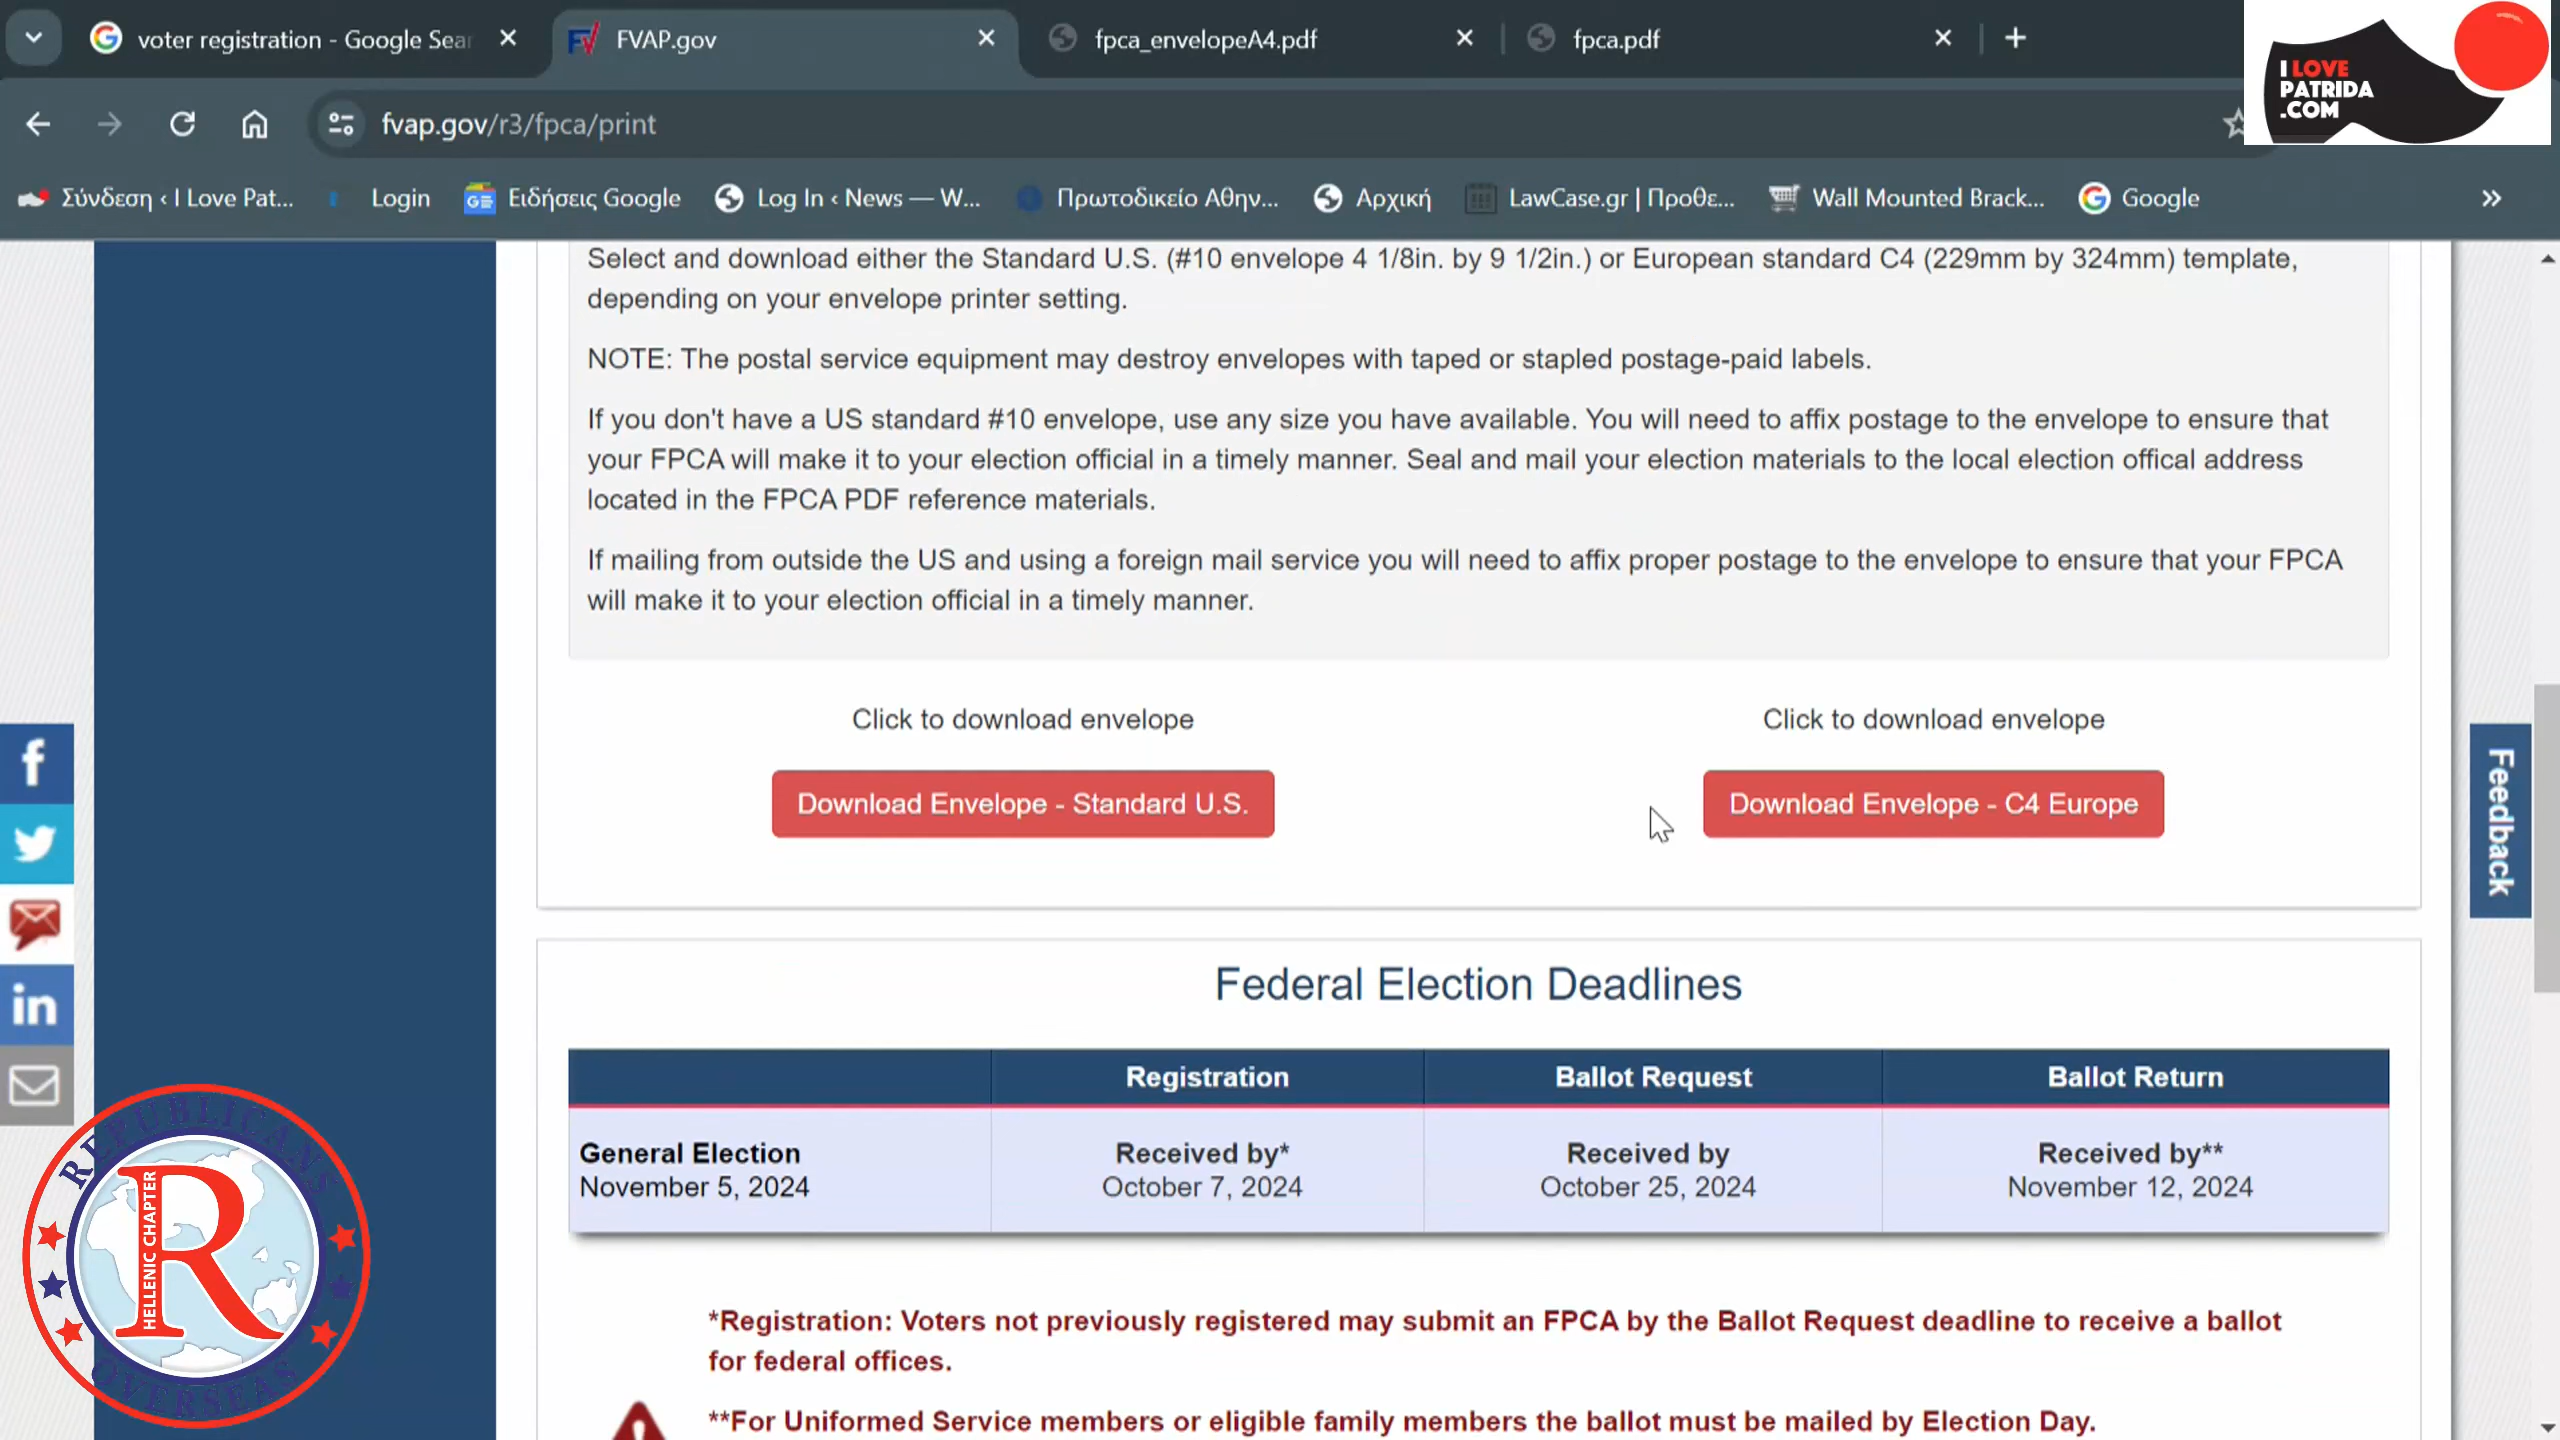 voter registration - Google Sear
FVAP.gov
fpca_envelopeA4.pdf
fpca.pdf
I LOVE
PATRIDA
.COM
fvap.gov/r3/fpca/print
Σύνδεση ‹ I Love Pat...
Login
GE
Ειδήσεις Google
Log In ‹ News — W...
Πρωτοδικείο Αθην...
Αρχική
LawCase.gr | Προθε...
Wall Mounted Brack...
Google
Select and download either the Standard U.S. (#10 envelope 4 1/8in. by 9 1/2in.) or European standard C4 (229mm by 324mm) template,
depending on your envelope printer setting.
NOTE: The postal service equipment may destroy envelopes with taped or stapled postage-paid labels.
If you don't have a US standard #10 envelope, use any size you have available. You will need to affix postage to the envelope to ensure that
your FPCA will make it to your election official in a timely manner. Seal and mail your election materials to the local election offical address
located in the FPCA PDF reference materials.
If mailing from outside the US and using a foreign mail service you will need to affix proper postage to the envelope to ensure that your FPCA
will make it to your election official in a timely manner.
Click to download envelope
Click to download envelope
Download Envelope - Standard U.S.
Download Envelope - C4 Europe
Feedback
Federal Election Deadlines
Registration
Ballot Request
Ballot Return
General Election
November 5, 2024
Received by*
October 7, 2024
Received by
October 25, 2024
Received by**
November 12, 2024
*Registration: Voters not previously registered may submit an FPCA by the Ballot Request deadline to receive a ballot
for federal offices.
**For Uniformed Service members or eligible family members the ballot must be mailed by Election Day.
REPUBLICANS
R
HELLENIC CHAPTER
OVERSEAS